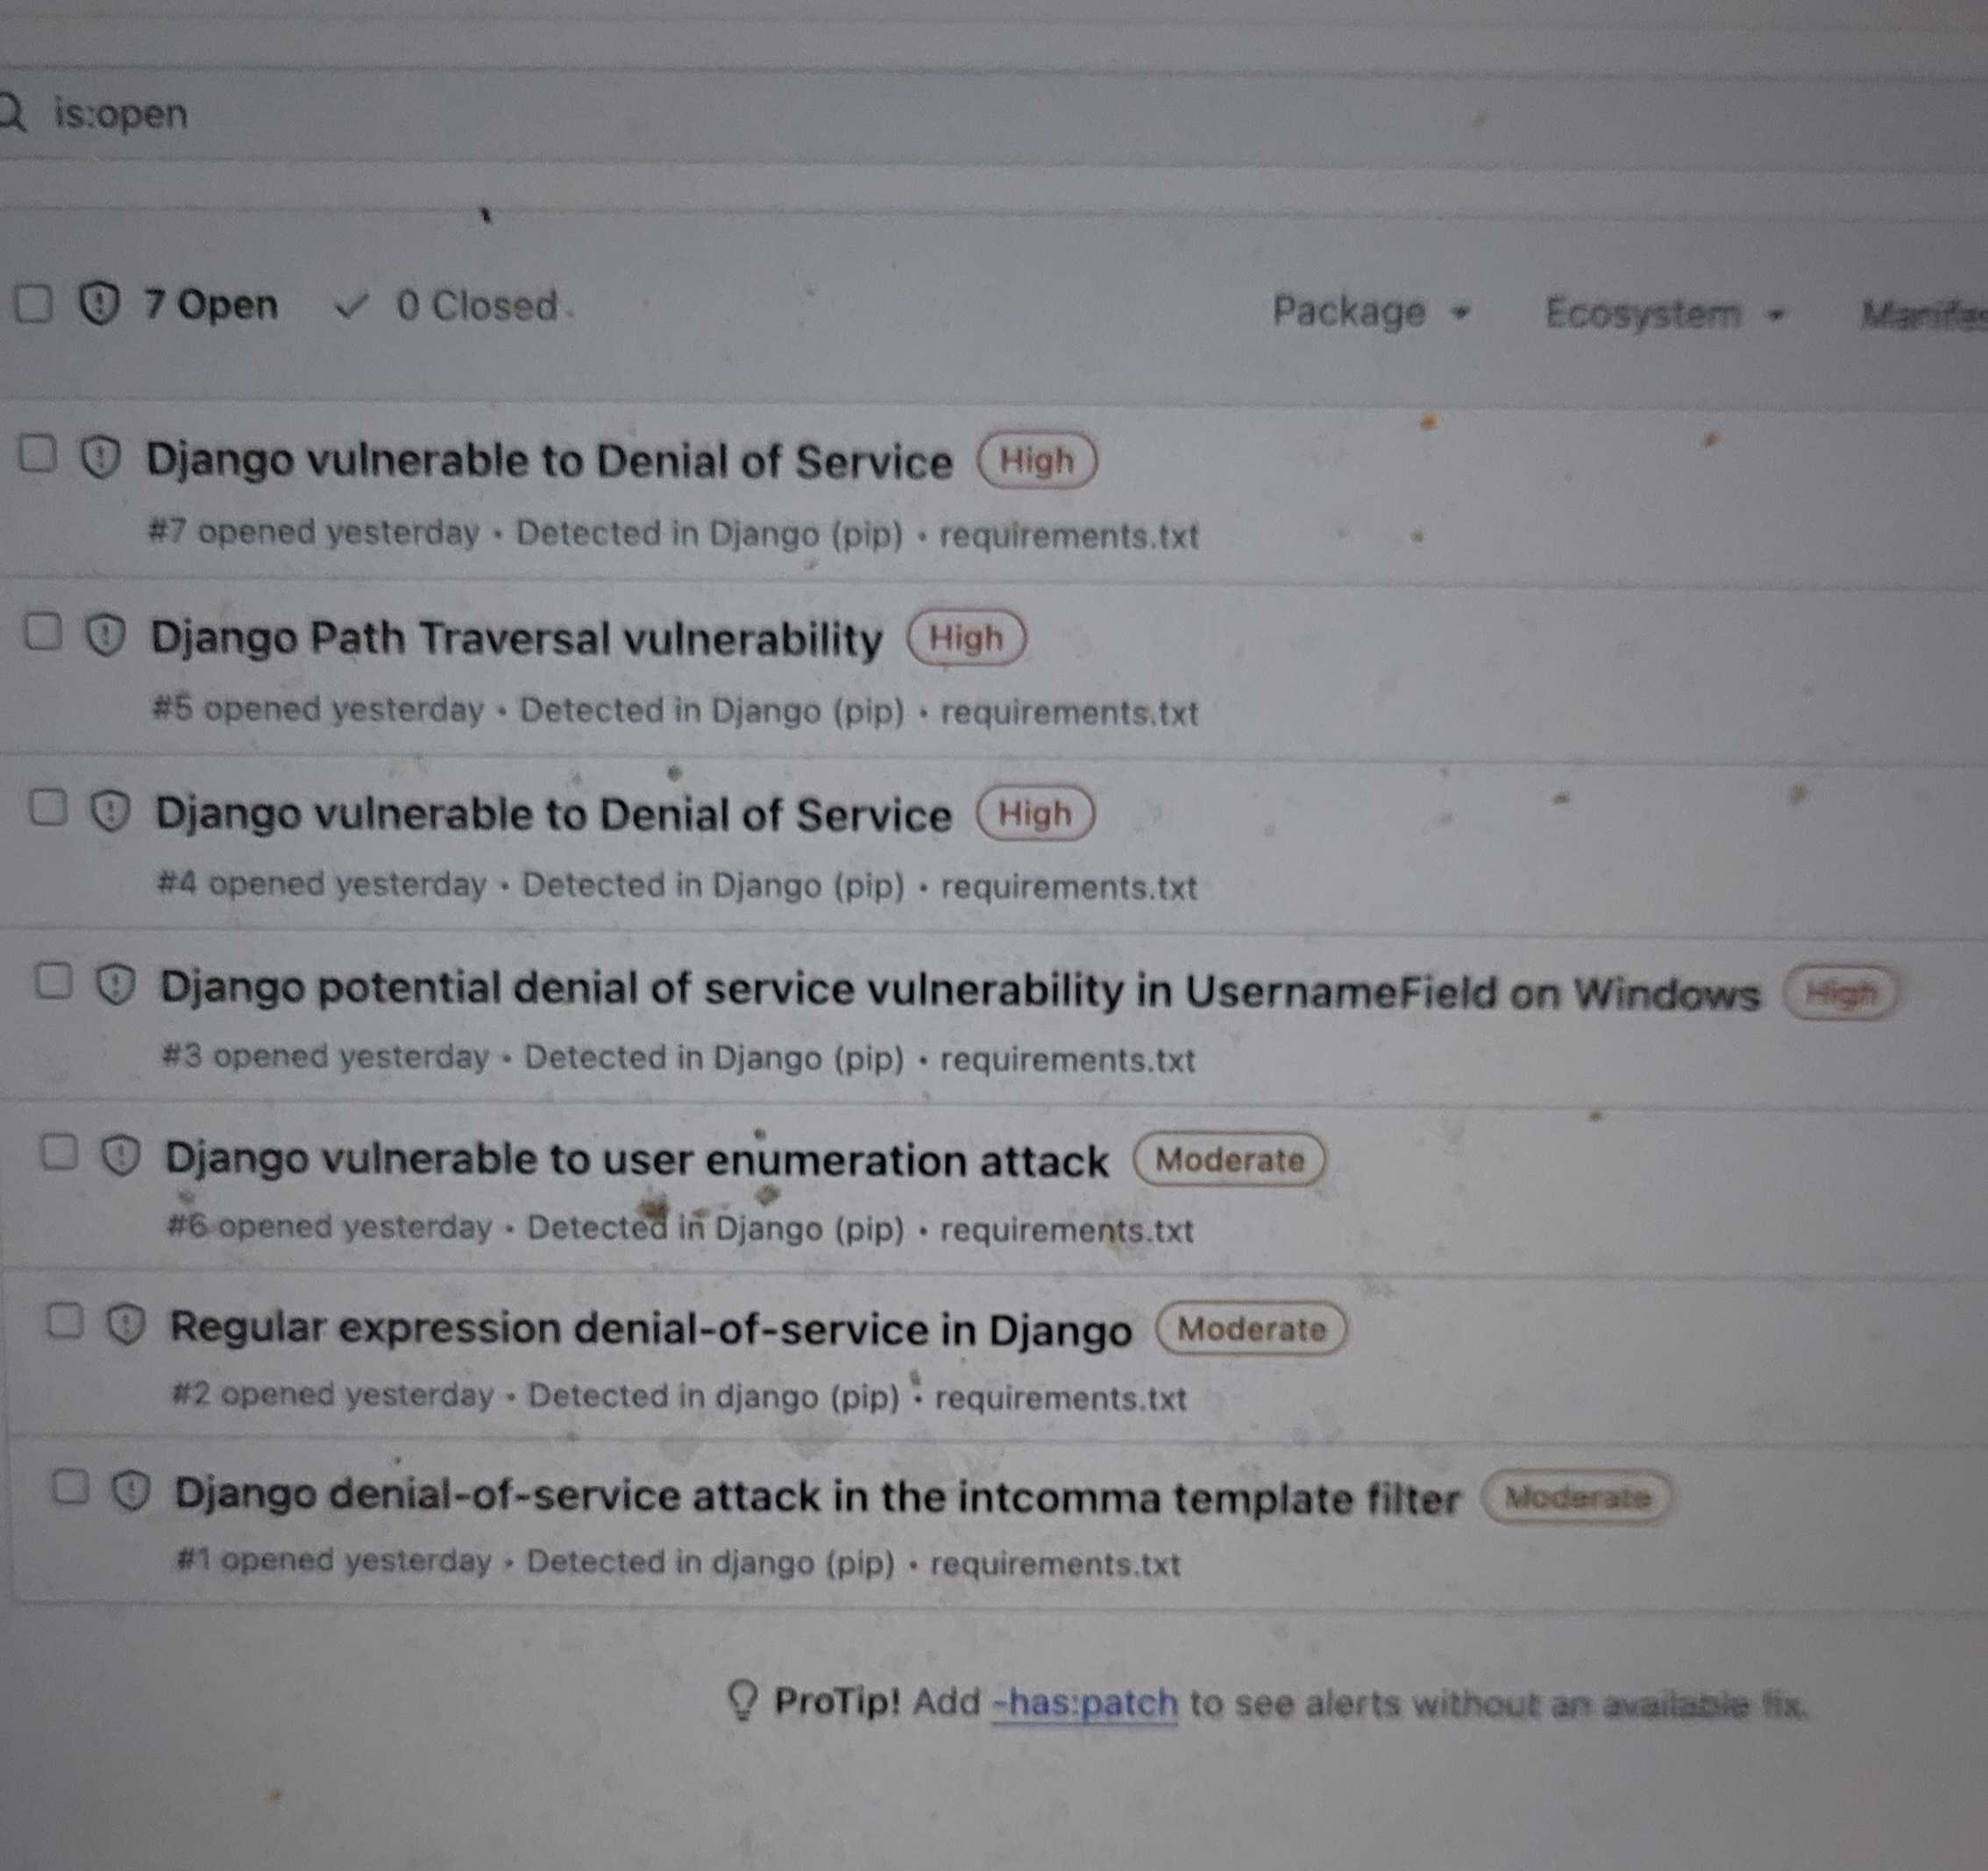 is:open
7 Open 0 Closed Package Ecosystem
Django vulnerable to Denial of Service High
#7 opened yesterday • Detected in Django (pip) • requirements.txt
Django Path Traversal vulnerability High
#5 opened yesterday • Detected in Django (pip) • requirements.txt
Django vulnerable to Denial of Service High
#4 opened yesterday • Detected in Django (pip) • requirements.txt
Django potential denial of service vulnerability in UsernameField on Windows High
#3 opened yesterday • Detected in Django (pip) • requirements.txt
Django vulnerable to user enumeration attack Moderate
#6 opened yesterday • Detected in Django (pip) • requirements.txt
Regular expression denial-of-service in Django Moderate
#2 opened yesterday • Detected in django (pip) • requirements.txt
Django denial-of-service attack in the intcomma template filter Moderate
#1 opened yesterday • Detected in django (pip) • requirements.txt
ProTip! Add -has:patch to see alerts without an available fix.